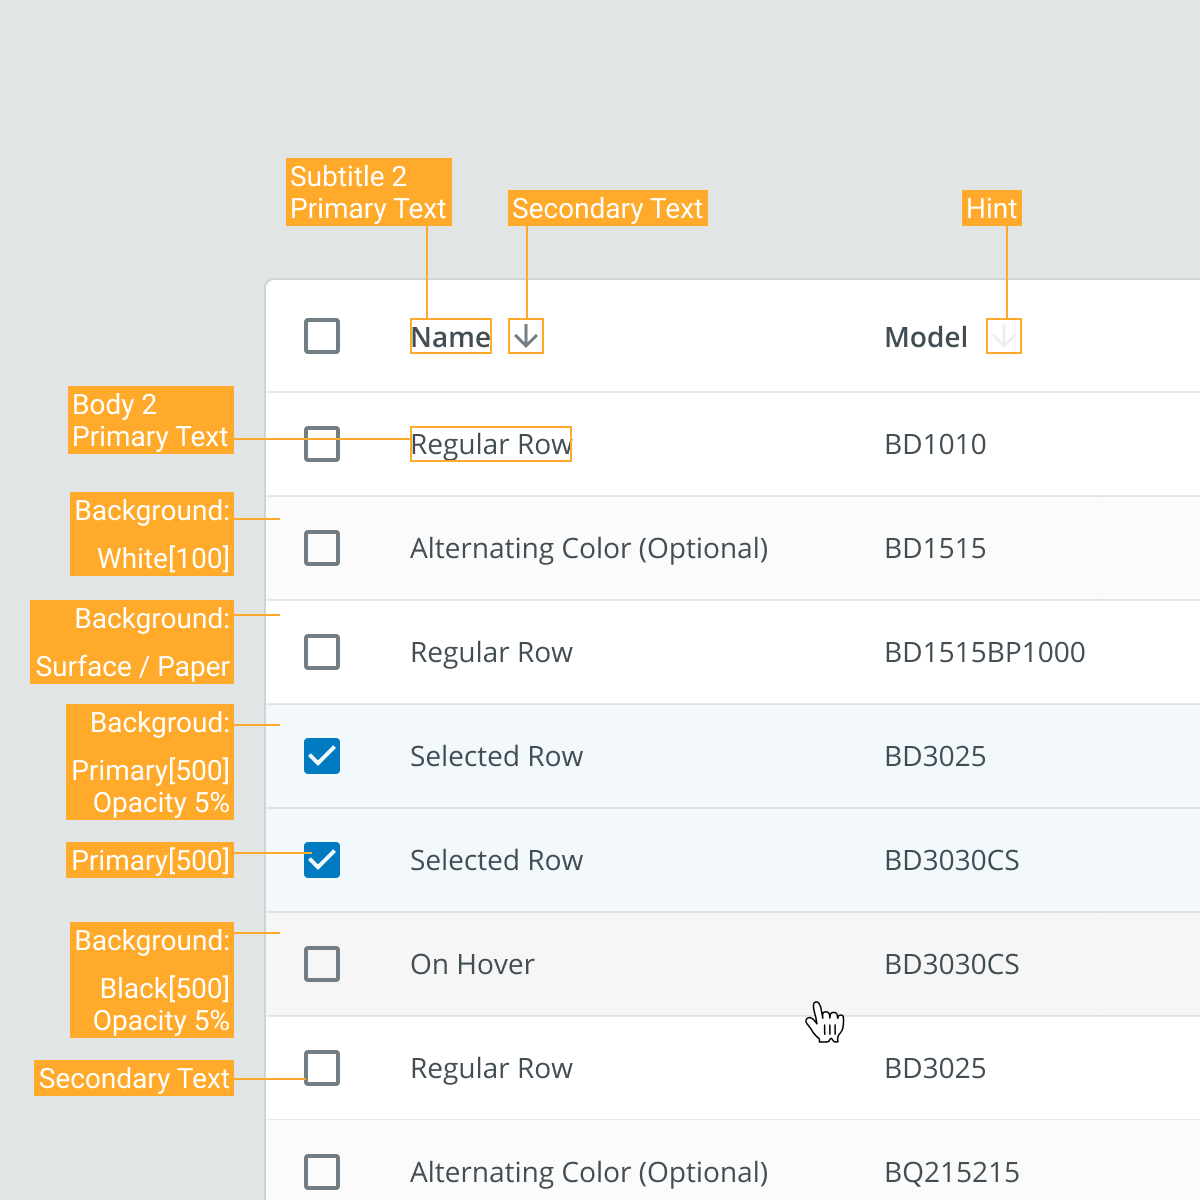 Subtitle 2
Primary Text
Secondary Text
Hint
Name
Model
Body 2
Primary Text
Regular Row
BD1010
Background:
White[100]
Alternating Color (Optional)
BD1515
Background:
Surface / Paper
Regular Row
BD1515BP1000
Backgroud:
Primary[500]
Opacity 5%
Selected Row
BD3025
Primary[500]
Selected Row
BD3030CS
Background:
Black[500]
Opacity 5%
On Hover
BD3030CS
Secondary Text
Regular Row
BD3025
Alternating Color (Optional)
BQ215215